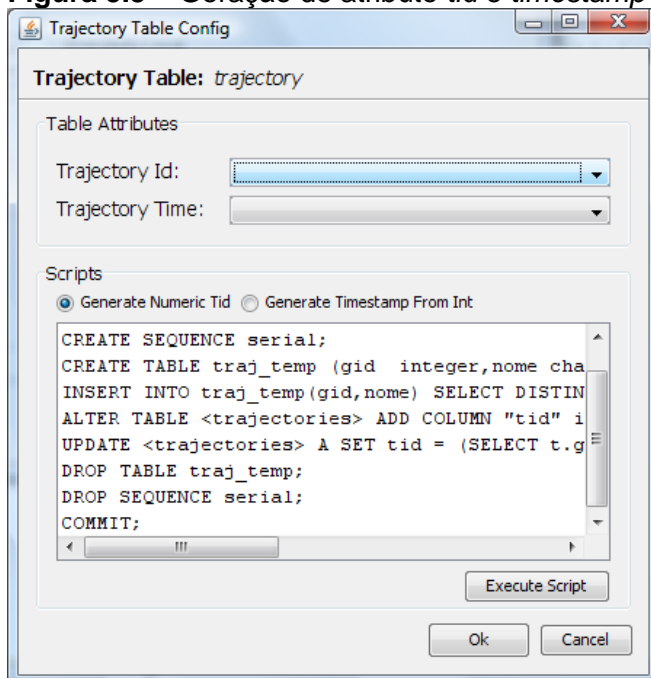 Figura 3.3 – Geração do atributo tid e timestamp
Trajectory Table Config
Trajectory Table: trajectory
Table Attributes
Trajectory Id:
Trajectory Time:
Scripts
Generate Numeric Tid Generate Timestamp From Int
CREATE SEQUENCE serial;
CREATE TABLE traj_temp (gid  integer,nome cha
INSERT INTO traj_temp(gid,nome) SELECT DISTIN
ALTER TABLE <trajectories> ADD COLUMN "tid" i
UPDATE <trajectories> A SET tid = (SELECT t.g
DROP TABLE traj_temp;
DROP SEQUENCE serial;
COMMIT;
Execute Script
Ok Cancel